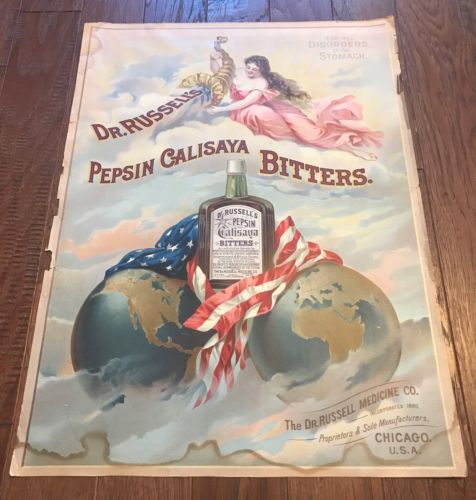 FOR ALL
DISORDERS
OF THE
STOMACH.
DR. RUSSELL'S
PEPSIN CALISAYA BITTERS.
DR RUSSELL'S
PEPSIN
Calisaya
BITTERS
The DR. RUSSELL MEDICINE CO.
INCORPORATED
Proprietors & Sole Manufacturers,
CHICAGO.
U.S.A.